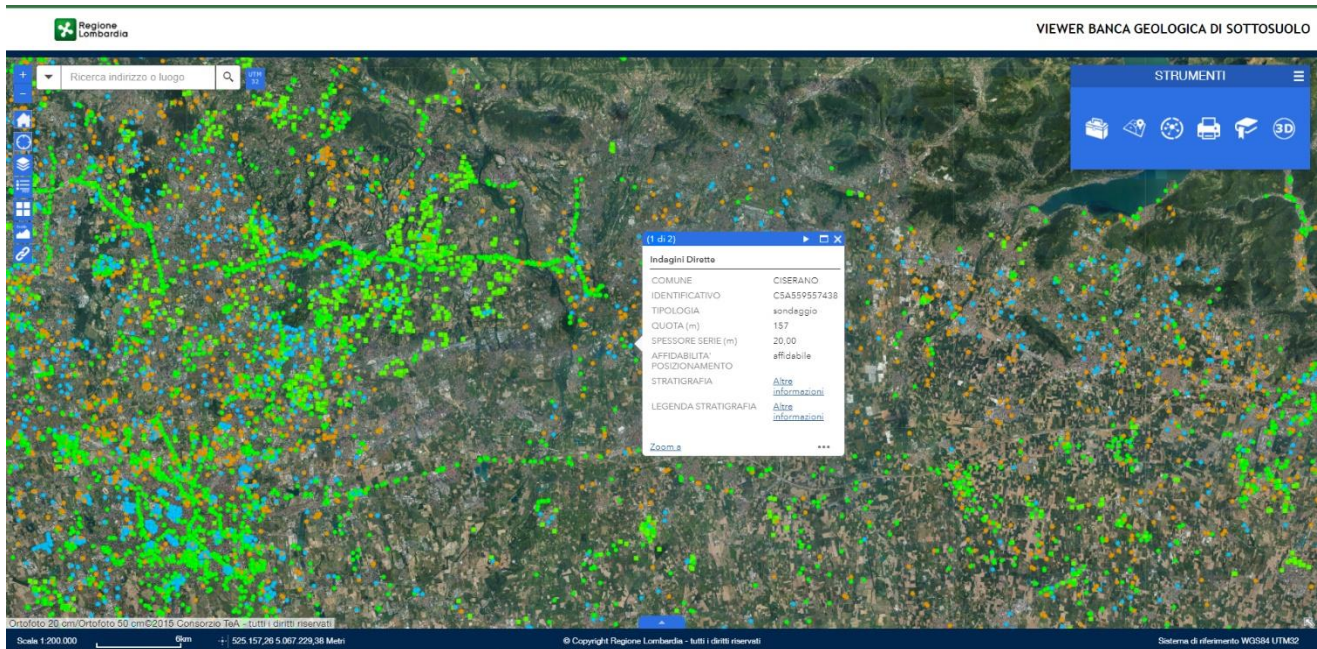 Regione
Lombardia
VIEWER BANCA GEOLOGICA DI SOTTOSUOLO
+
Ricerca indirizzo o luogo
UTM
32
-
STRUMENTI
3D
(1 di 2)
Indagini Dirette
COMUNE CISERANO
IDENTIFICATIVO C5A559557438
TIPOLOGIA sondaggio
QUOTA (m) 157
SPESSORE SERIE (m) 20,00
AFFIDABILITA' affidabile
POSIZIONAMENTO
STRATIGRAFIA Altre
informazioni
LEGENDA STRATIGRAFIA Altre
informazioni
Zoom a
Ortofoto 20 cm/Ortofoto 50 cm©2015 Consorzio TeA - tutti i diritti riservati
Scala 1:200.000 6km 525.157,26 5.067.229,38 Metri © Copyright Regione Lombardia - tutti i diritti riservati Sistema di riferimento WGS84 UTM32